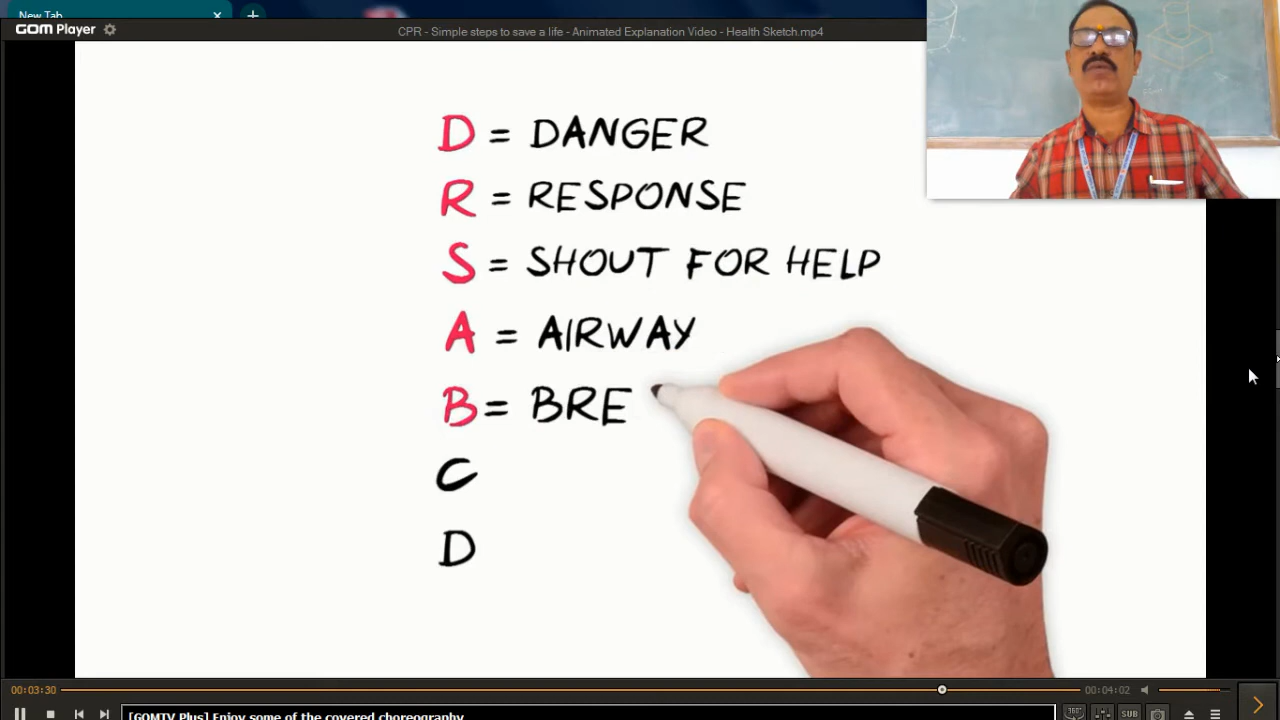 New Tab
GOM Player
CPR - Simple steps to save a life - Animated Explanation Video - Health Sketch.mp4
D = DANGER
R = RESPONSE
S = SHOUT FOR HELP
A = AIRWAY
B = BRE
C
D
00:03:30
00:04:02
[GOMTV Plus] Enjoy some of the covered choreography
360°
SUB